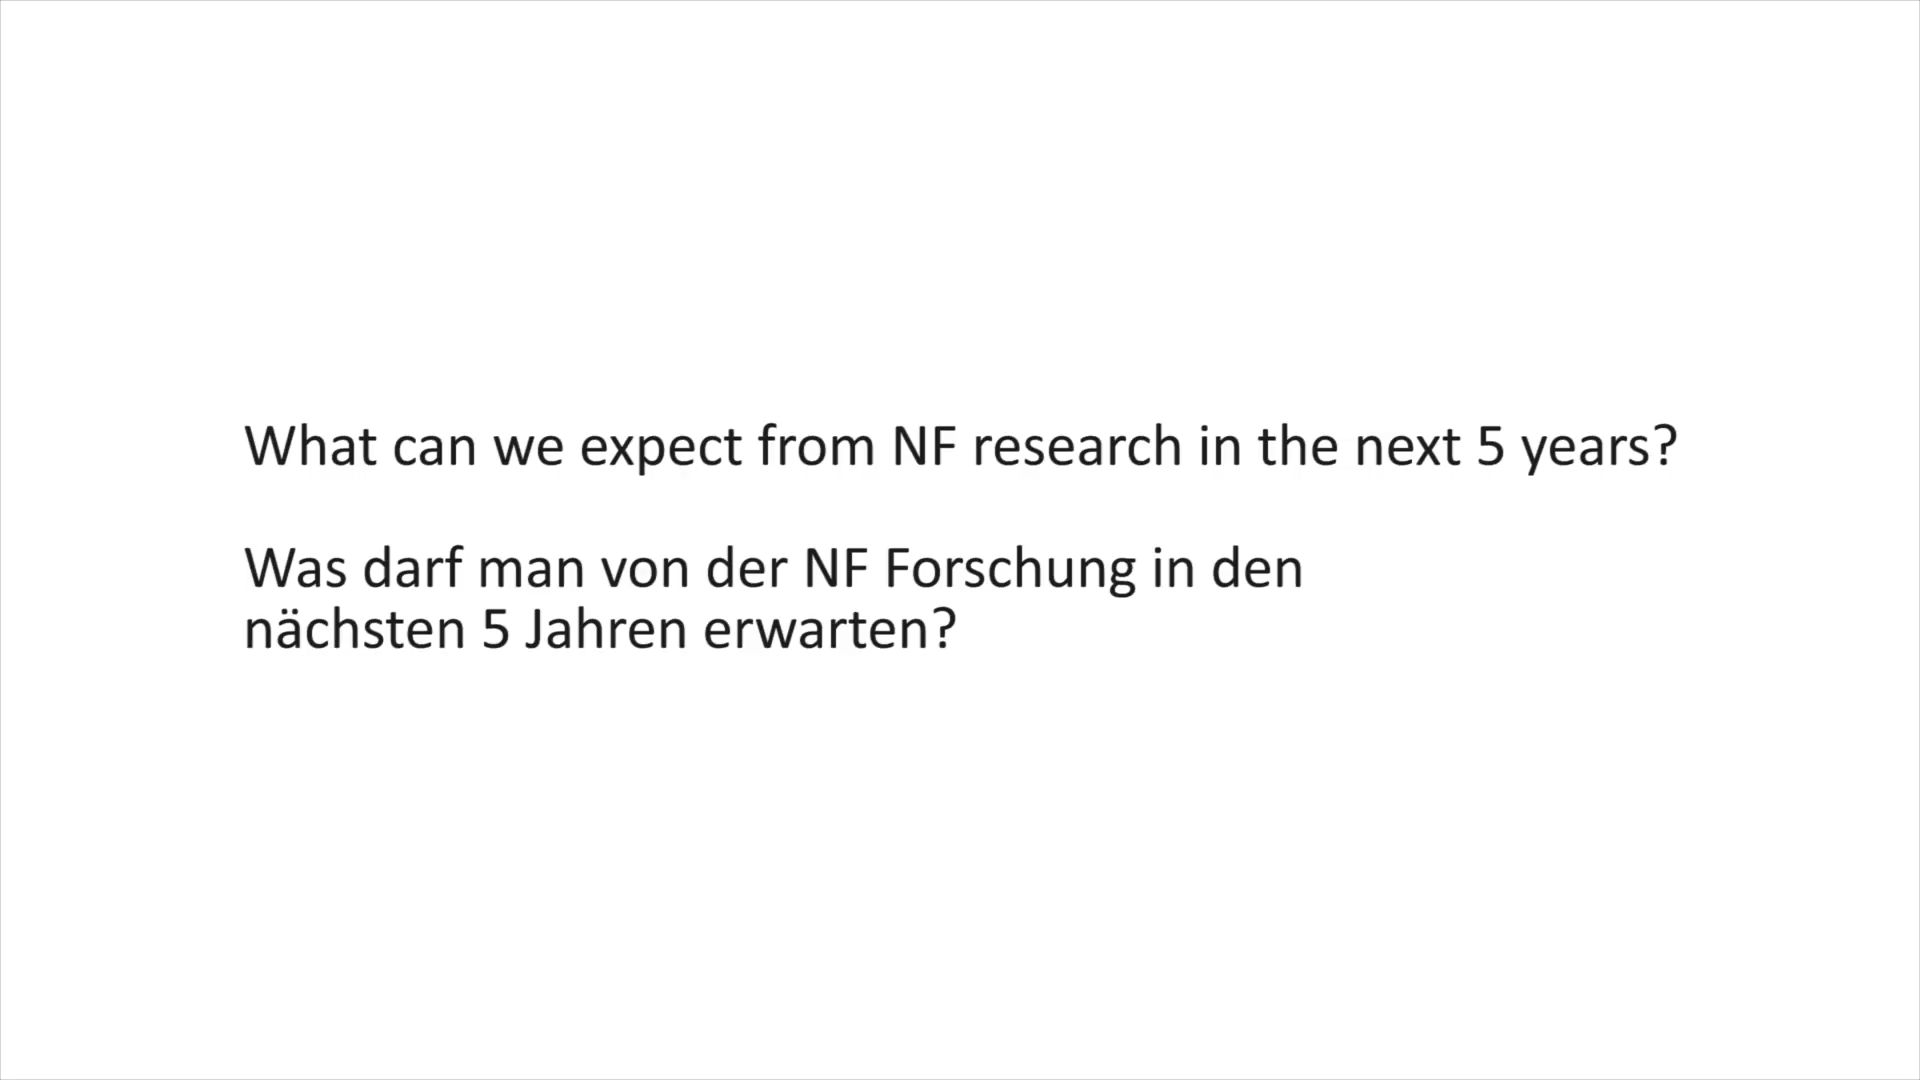 What can we expect from NF research in the next 5 years?
Was darf man von der NF Forschung in den
nächsten 5 Jahren erwarten?